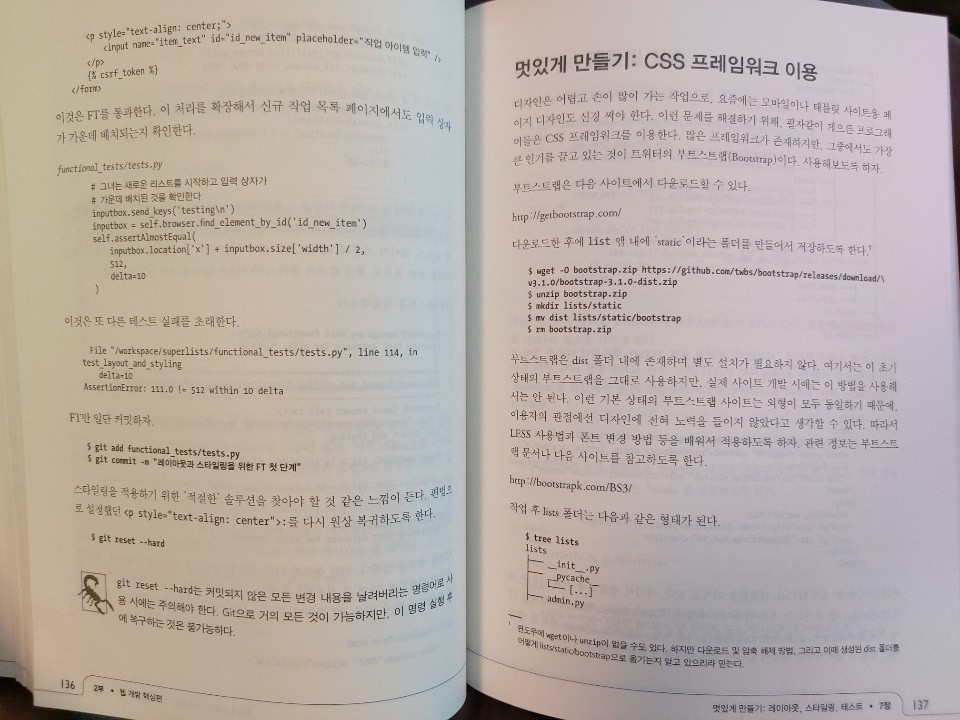 <p style="text-align: center;">
<input name="item_text" id="id_new_item" placeholder="작업 아이템 입력" />
</p>
{% csrf_token %}
</form>
이것은 FT를 통과한다. 이 처리를 확장해서 신규 작업 목록 페이지에서도 입력 상자
가 가운데 배치되는지 확인한다.
functional_tests/tests.py
# 그녀는 새로운 리스트를 시작하고 입력 상자가
# 가운데 배치된 것을 확인한다
inputbox.send_keys('testing\n')
inputbox = self.browser.find_element_by_id('id_new_item')
self.assertAlmostEqual(
inputbox.location['x'] + inputbox.size['width'] / 2,
512,
delta=10
)
이것은 또 다른 테스트 실패를 초래한다.
File "/workspace/superlists/functional_tests/tests.py", line 114, in
test_layout_and_styling
delta=10
AssertionError: 111.0 != 512 within 10 delta
FT만 일단 커밋하자.
$ git add functional_tests/tests.py
$ git commit -m "레이아웃과 스타일링을 위한 FT 첫 단계"
스타일링을 적용하기 위한 '적절한' 솔루션을 찾아야 할 것 같은 느낌이 든다. 편법으
로 설정했던 <p style="text-align: center">:를 다시 원상 복귀하도록 한다.
$ git reset --hard
git reset --hard는 커밋되지 않은 모든 변경 내용을 날려버리는 명령어로 사
용 시에는 주의해야 한다. Git으로 거의 모든 것이 가능하지만, 이 명령 실행 후
에 복구하는 것은 불가능하다.
136 2부 • 웹 개발 핵심편
멋있게 만들기: CSS 프레임워크 이용
디자인은 어렵고 손이 많이 가는 작업으로, 요즘에는 모바일이나 태블릿 사이트용 페
이지 디자인도 신경 써야 한다. 이런 문제를 해결하기 위해, 필자같이 게으른 프로그래
머들은 CSS 프레임워크를 이용한다. 많은 프레임워크가 존재하지만, 그중에서도 가장
큰 인기를 끌고 있는 것이 트위터의 부트스트랩(Bootstrap)이다. 사용해보도록 하자.
부트스트랩은 다음 사이트에서 다운로드할 수 있다.
http://getbootstrap.com/
다운로드한 후에 list 앱 내에 'static'이라는 폴더를 만들어서 저장하도록 한다.¹
$ wget -O bootstrap.zip https://github.com/twbs/bootstrap/releases/download/\
v3.1.0/bootstrap-3.1.0-dist.zip
$ unzip bootstrap.zip
$ mkdir lists/static
$ mv dist lists/static/bootstrap
$ rm bootstrap.zip
부트스트랩은 dist 폴더 내에 존재하며 별도 설치가 필요하지 않다. 여기서는 이 초기
상태의 부트스트랩을 그대로 사용하지만, 실제 사이트 개발 시에는 이 방법을 사용해
서는 안 된다. 이런 기본 상태의 부트스트랩 사이트는 외형이 모두 동일하기 때문에,
이용자의 관점에선 디자인에 전혀 노력을 들이지 않았다고 생각할 수 있다. 따라서
LESS 사용법과 폰트 변경 방법 등을 배워서 적용하도록 하자. 관련 정보는 부트스트
랩 문서나 다음 사이트를 참고하도록 한다.
http://bootstrapk.com/BS3/
작업 후 lists 폴더는 다음과 같은 형태가 된다.
$ tree lists
lists
├── __init__.py
├── __pycache__
│   └── [...]
├── admin.py
¹ 윈도우에 wget이나 unzip이 없을 수도 있다. 하지만 다운로드 및 압축 해제 방법, 그리고 이때 생성된 dist 폴더를
어떻게 lists/static/bootstrap으로 옮기는지 알고 있으리라 믿는다.
멋있게 만들기: 레이아웃, 스타일링, 테스트 • 7장 137